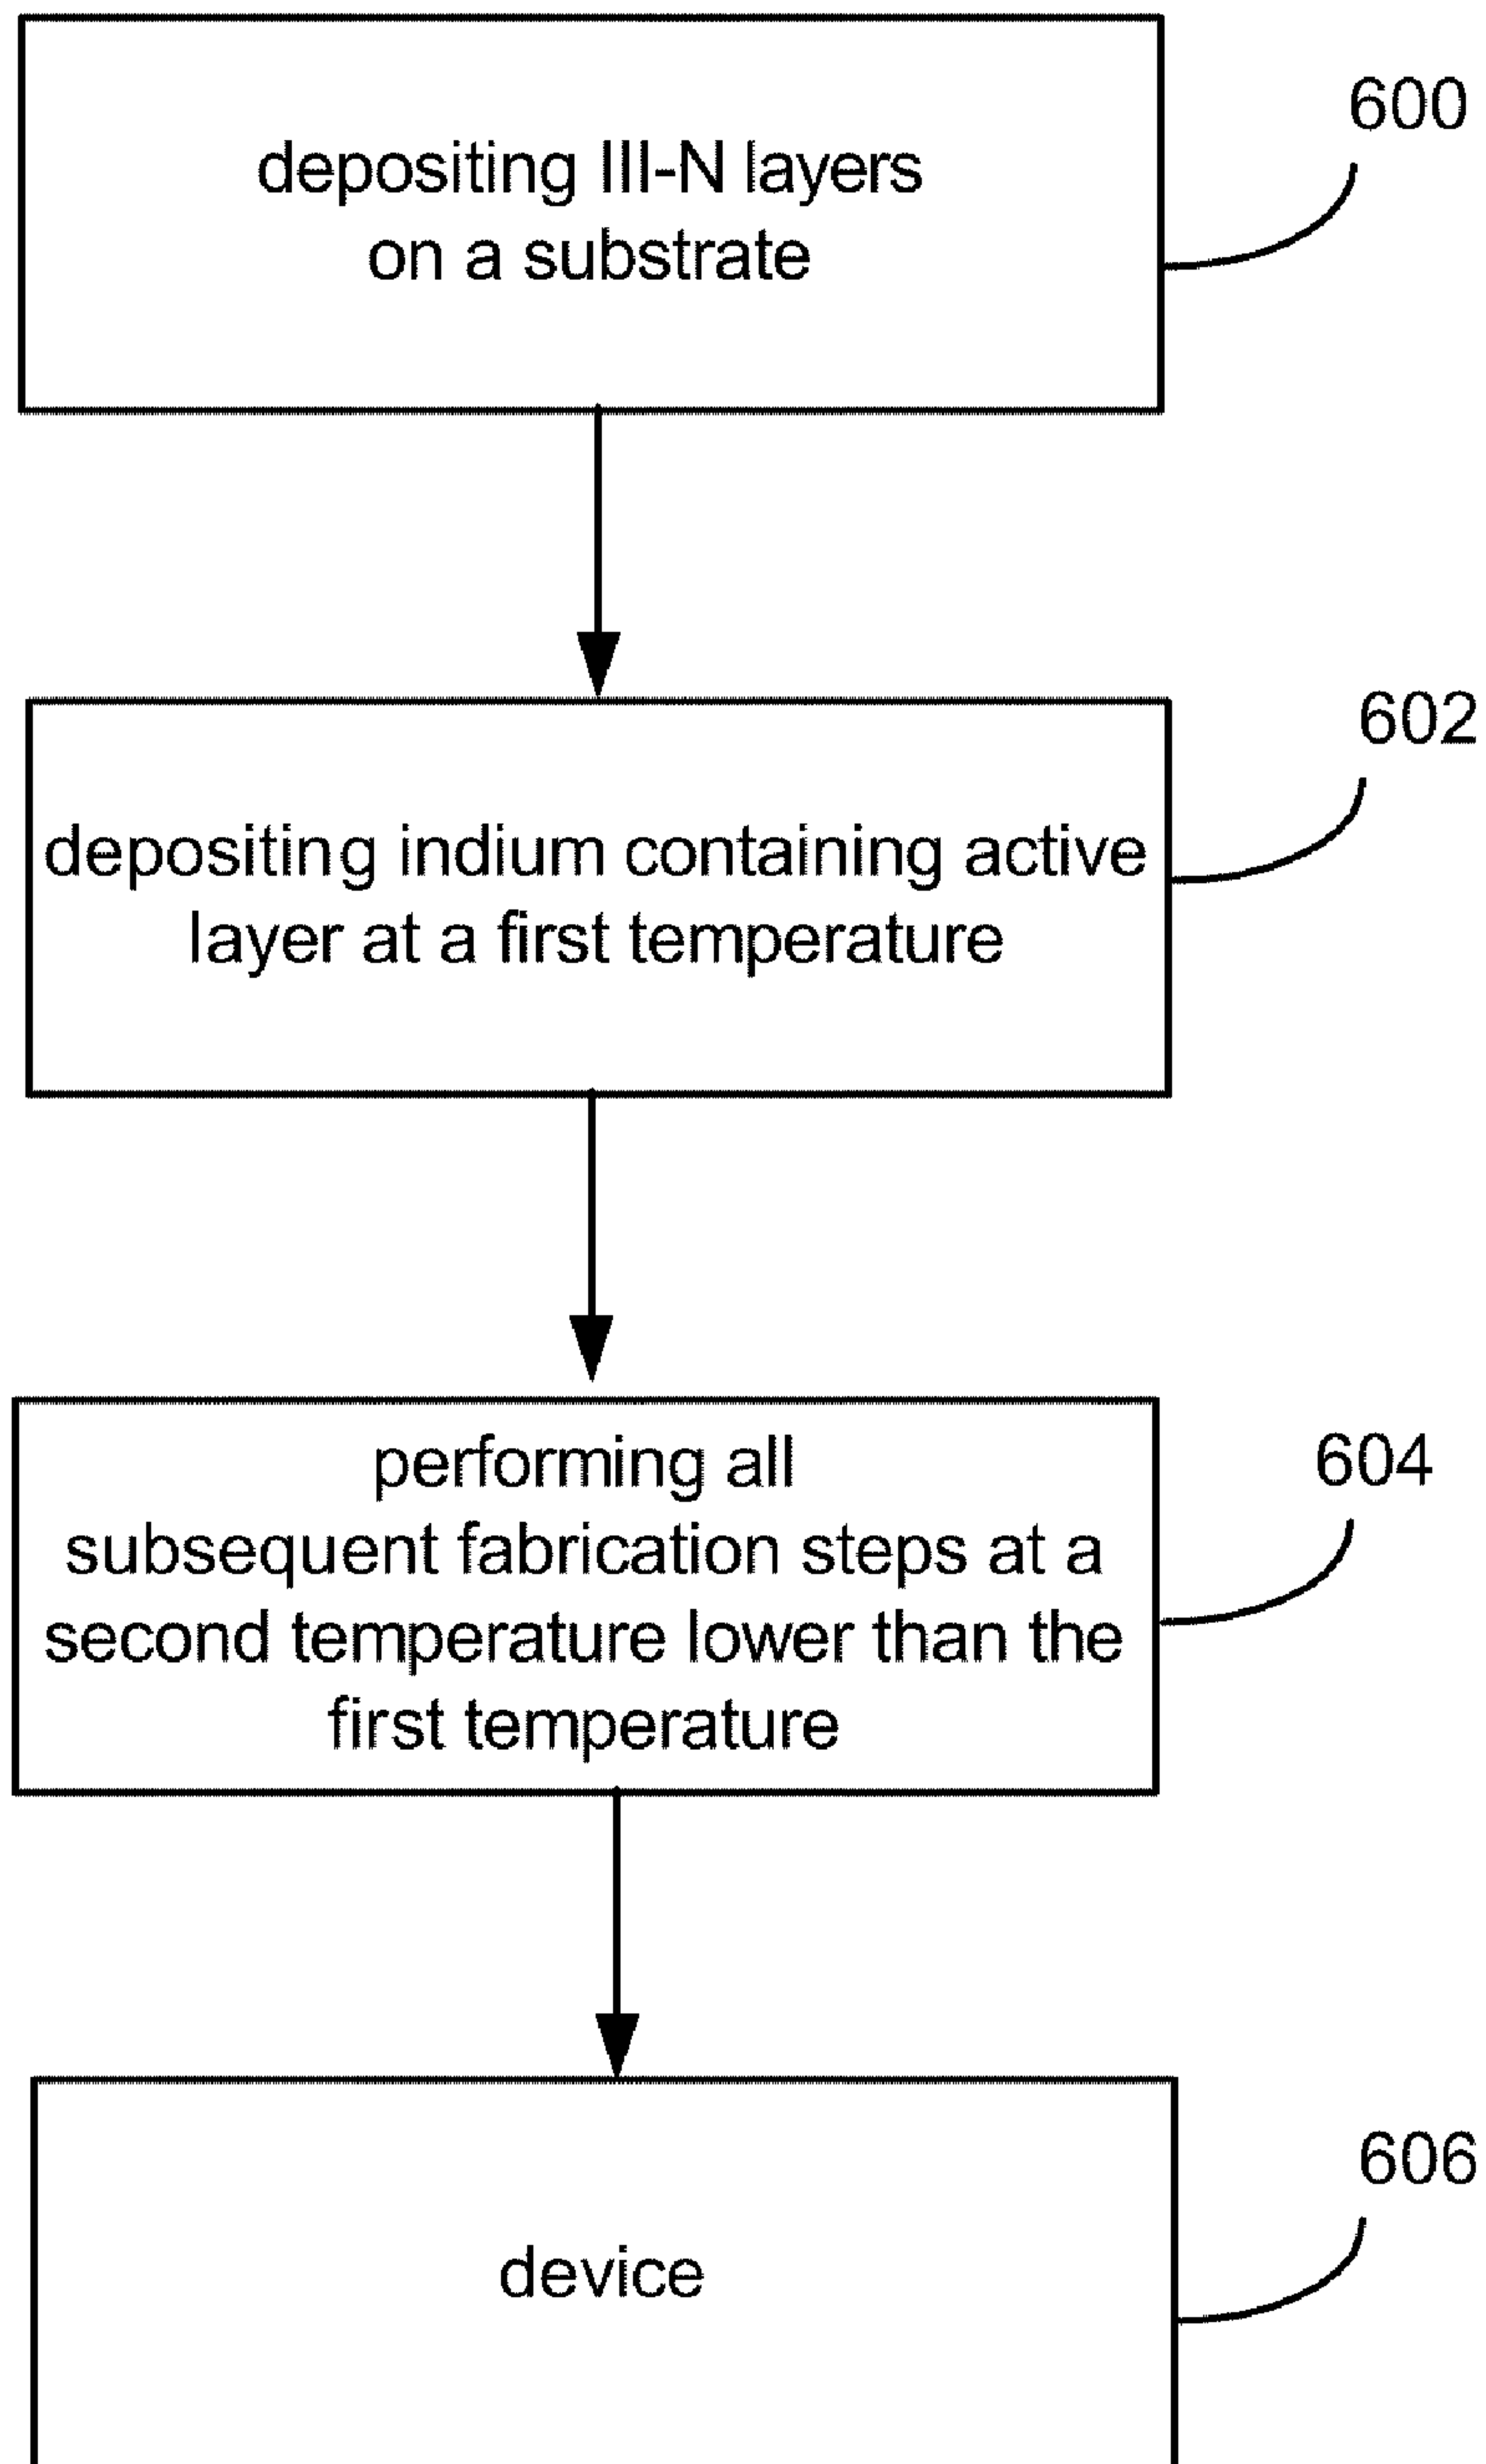 depositing III-N layers
on a substrate
600
depositing indium containing active
layer at a first temperature
602
performing all
subsequent fabrication steps at a
second temperature lower than the
first temperature
604
device
606